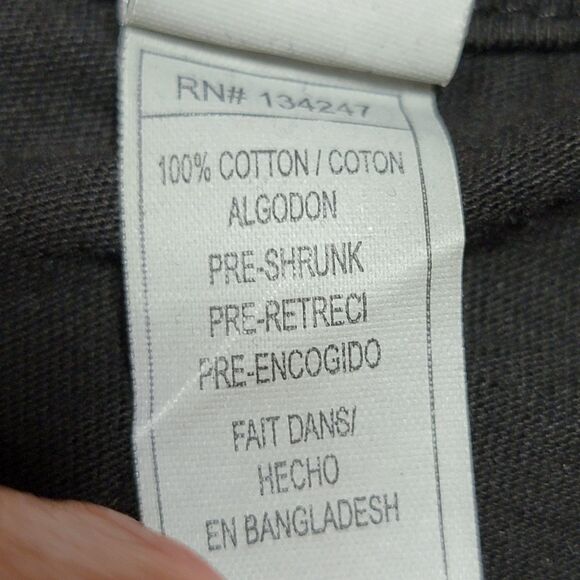 RN# 134247
100% COTTON / COTON
ALGODON
PRE-SHRUNK
PRE-RETRECI
PRE-ENCOGIDO
FAIT DANS/
HECHO
EN BANGLADESH